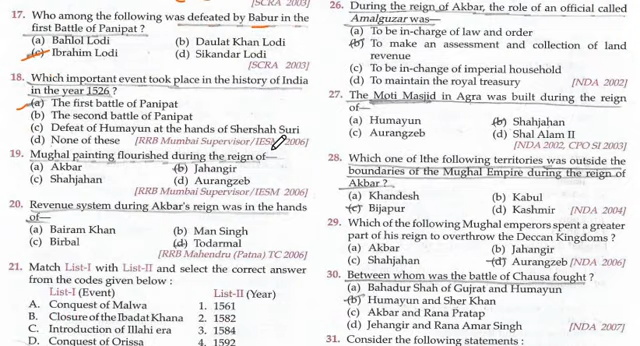 [SCRA 2003]
17. Who among the following was defeated by Babur in the
first Battle of Panipat ?
(a) Bahlol Lodi (b) Daulat Khan Lodi
(c) Ibrahim Lodi (d) Sikandar Lodi
[SCRA 2003]
18. Which important event took place in the history of India
in the year 1526 ?
(a) The first battle of Panipat
(b) The second battle of Panipat
(c) Defeat of Humayun at the hands of Shershah Suri
(d) None of these [RRB Mumbai Supervisor/IESM 2006]
19. Mughal painting flourished during the reign of—
(a) Akbar (b) Jahangir
(c) Shahjahan (d) Aurangzeb
[RRB Mumbai Supervisor/IESM 2006]
20. Revenue system during Akbar's reign was in the hands
of—
(a) Bairam Khan (b) Man Singh
(c) Birbal (d) Todarmal
[RRB Mahendru (Patna) TC 2006]
21. Match List-I with List-II and select the correct answer
from the codes given below :
List-I (Event) List-II (Year)
A. Conquest of Malwa 1. 1561
B. Closure of the Ibadat Khana 2. 1582
C. Introduction of Illahi era 3. 1584
D. Conquest of Orissa 4. 1592
26. During the reign of Akbar, the role of an official called
Amalguzar was—
(a) To be in-charge of law and order
(b) To make an assessment and collection of land
revenue
(c) To be in-charge of imperial household
(d) To maintain the royal treasury [NDA 2002]
27. The Moti Masjid in Agra was built during the reign
of—
(a) Humayun (b) Shahjahan
(c) Aurangzeb (d) Shal Alam II
[NDA 2002, CPO SI 2003]
28. Which one of lthe following territories was outside the
boundaries of the Mughal Empire during the reign of
Akbar ?
(a) Khandesh (b) Kabul
(c) Bijapur (d) Kashmir [NDA 2004]
29. Which of the following Mughal emperors spent a greater
part of his reign to overthrow the Deccan Kingdoms ?
(a) Akbar (b) Jahangir
(c) Shahjahan (d) Aurangzeb [NDA 2006]
30. Between whom was the battle of Chausa fought ?
(a) Bahadur Shah of Gujrat and Humayun
(b) Humayun and Sher Khan
(c) Akbar and Rana Pratap
(d) Jehangir and Rana Amar Singh [NDA 2007]
31. Consider the following statements :